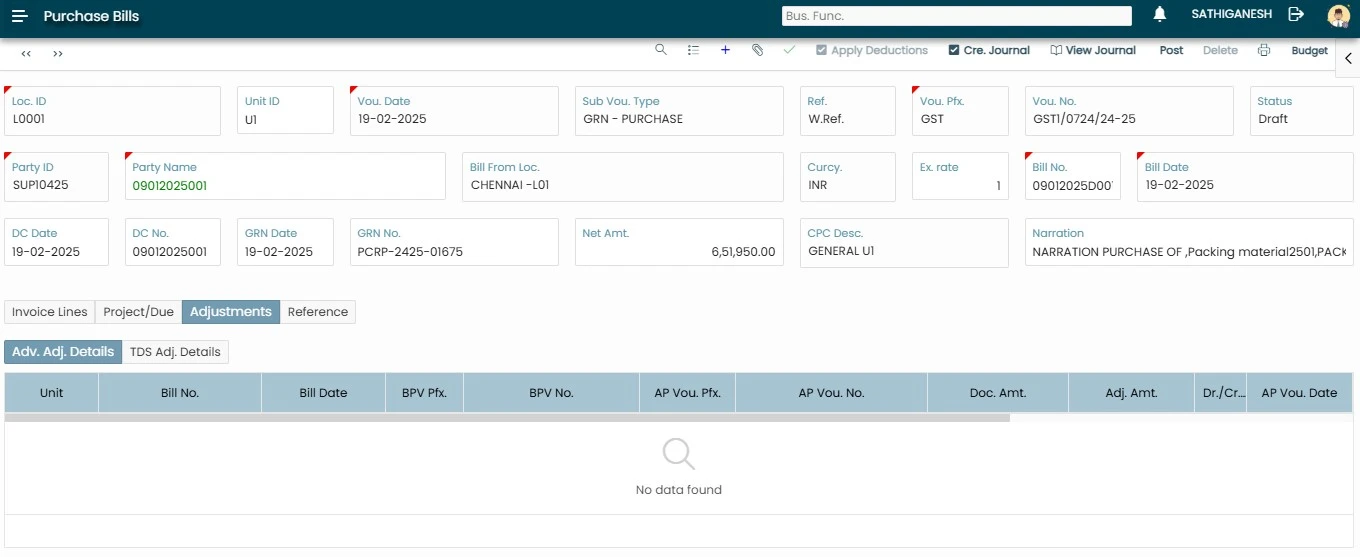 Purchase Bills
Bus. Func.
SATHIGANESH
<< >>
Apply Deductions Cre. Journal View Journal Post Delete Budget
Loc. ID Unit ID Vou. Date Sub Vou. Type Ref. Vou. Pfx. Vou. No. Status
L0001 U1 19-02-2025 GRN - PURCHASE W.Ref. GST GST1/0724/24-25 Draft
Party ID Party Name Bill From Loc. Curcy. Ex. rate Bill No. Bill Date
SUP10425 09012025001 CHENNAI -L01 INR 1 09012025D00 19-02-2025
DC Date DC No. GRN Date GRN No. Net Amt. CPC Desc. Narration
19-02-2025 09012025001 19-02-2025 PCRP-2425-01675 6,51,950.00 GENERAL U1 NARRATION PURCHASE OF ,Packing material2501,PACK
Invoice Lines Project/Due Adjustments Reference
Adv. Adj. Details TDS Adj. Details
Unit Bill No. Bill Date BPV Pfx. BPV No. AP Vou. Pfx. AP Vou. No. Doc. Amt. Adj. Amt. Dr./Cr... AP Vou. Date
No data found